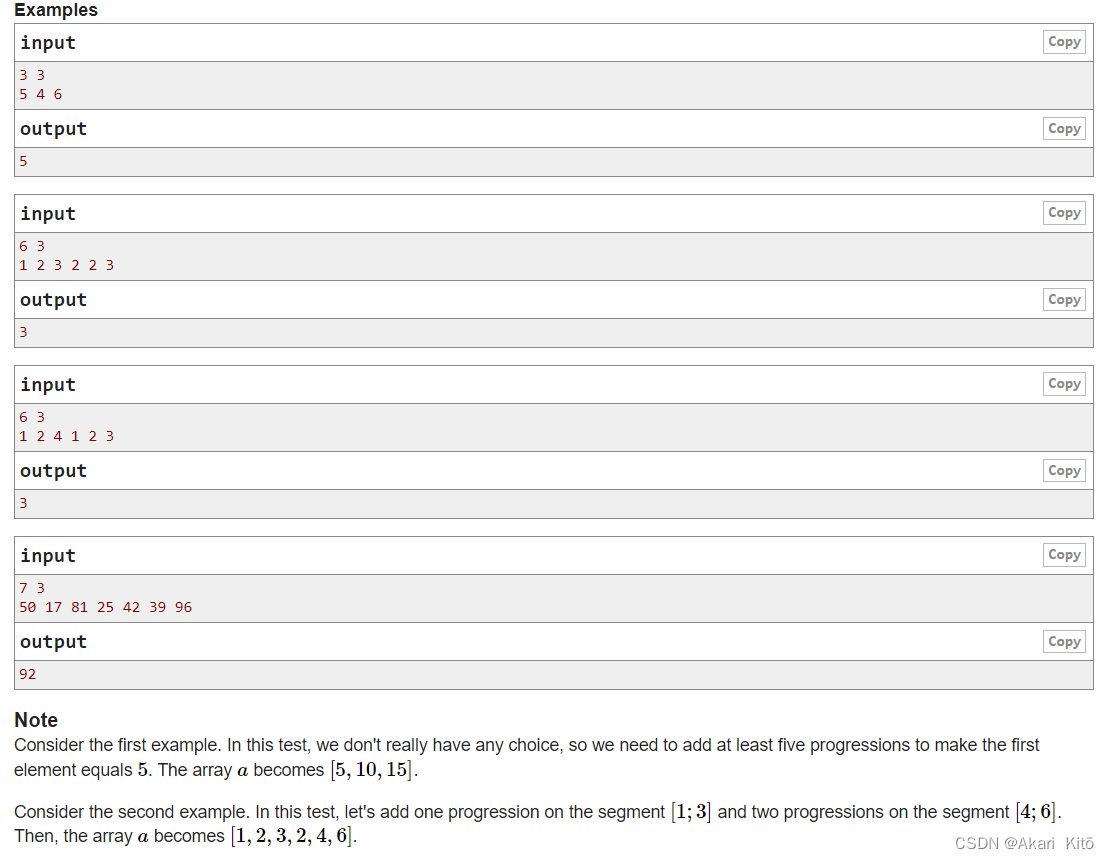 Examples
input
Copy
3 3
5 4 6
output
Copy
5
input
Copy
6 3
1 2 3 2 2 3
output
Copy
3
input
Copy
6 3
1 2 4 1 2 3
output
Copy
3
input
Copy
7 3
50 17 81 25 42 39 96
output
Copy
92
Note
Consider the first example. In this test, we don't really have any choice, so we need to add at least five progressions to make the first
element equals 5. The array a becomes [5, 10, 15].
Consider the second example. In this test, let's add one progression on the segment [1; 3] and two progressions on the segment [4; 6].
Then, the array a becomes [1, 2, 3, 2, 4, 6].
CSDN @Akari_Kitō